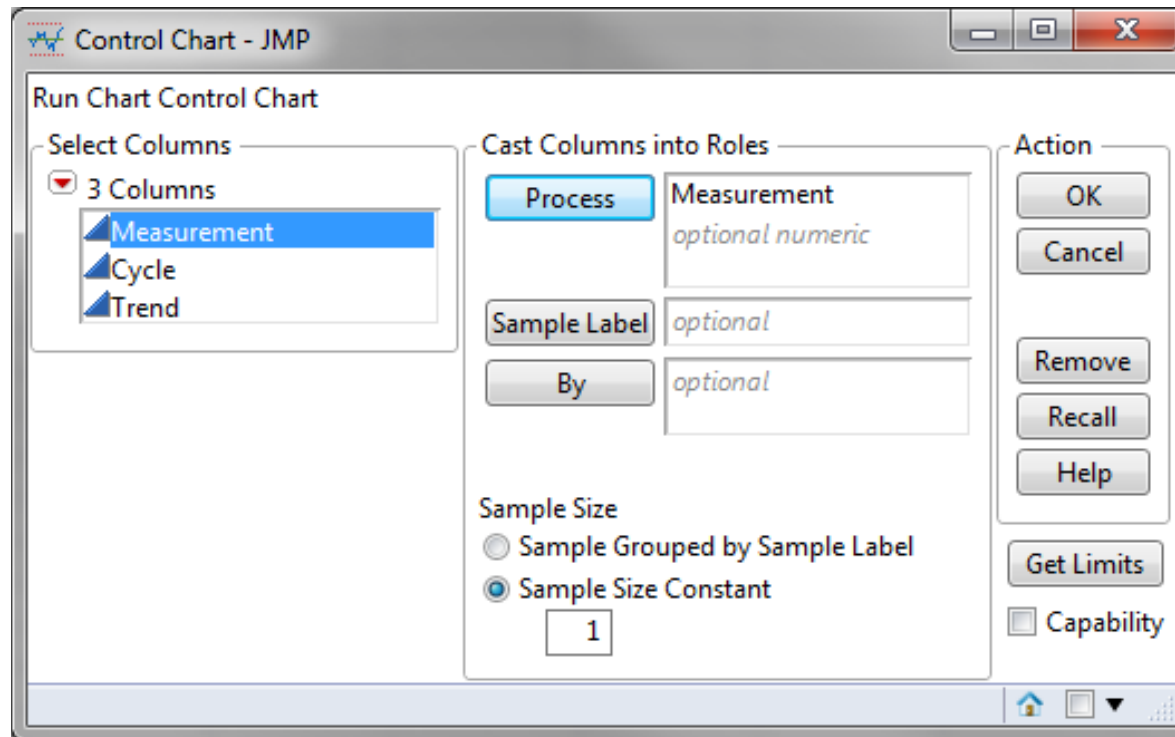 Control Chart - JMP
Run Chart Control Chart
Select Columns
3 Columns
Measurement
Cycle
Trend
Cast Columns into Roles
Process
Measurement
optional numeric
Sample Label
optional
By
optional
Sample Size
Sample Grouped by Sample Label
Sample Size Constant
1
Action
OK
Cancel
Remove
Recall
Help
Get Limits
Capability